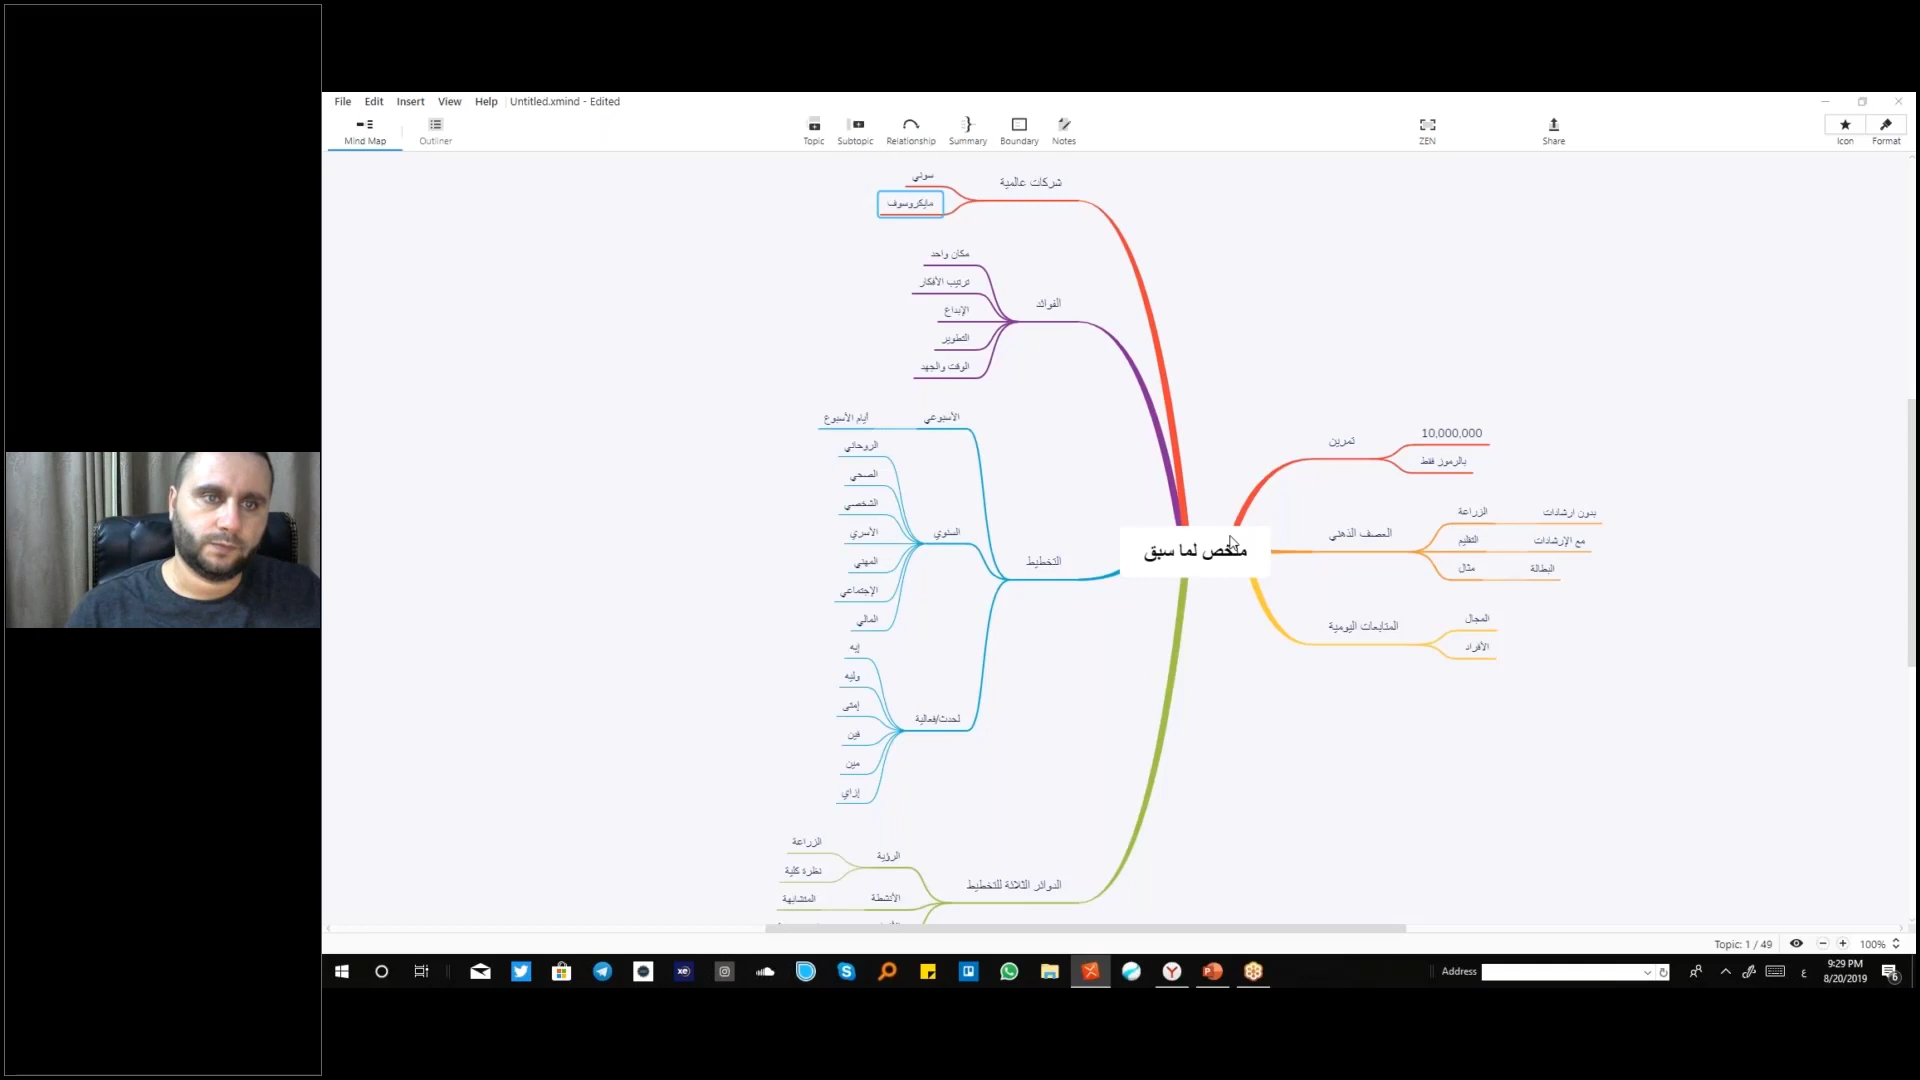 File Edit Insert View Help Untitled.xmind - Edited
Mind Map Outliner Topic Subtopic Relationship Summary Boundary Notes ZEN Share Icon Format
شركات عالمية
سوني
مايكروسوف
الفوائد
مكان واحد
ترتيب الأفكار
الإبداع
التطوير
الوقت والجهد
ملخص لما سبق
تمرين
10,000,000
بالرموز فقط
العصف الذهني
الزراعة
بدون ارشادات
التقليم
مع الإرشادات
مثال
البطالة
المتابعات اليومية
المجال
الأفراد
التخطيط
الأسبوعي
أيام الأسبوع
السنوي
الروحاني
الصحي
الشخصي
الأسري
المهني
الإجتماعي
المالي
لحدث/فعالية
إيه
وليه
إمتى
فين
مين
إزاي
الدوائر الثلاثة للتخطيط
الرؤية
الزراعة
نظرة كلية
الأنشطة
المتشابهة
Topic: 1 / 49 100%
Address
ع
9:29 PM
8/20/2019
6